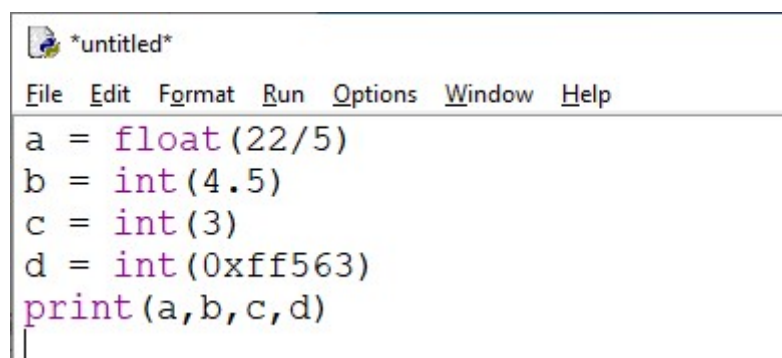 *untitled*
File Edit Format Run Options Window Help
a = float(22/5)
b = int(4.5)
c = int(3)
d = int(0xff563)
print(a,b,c,d)